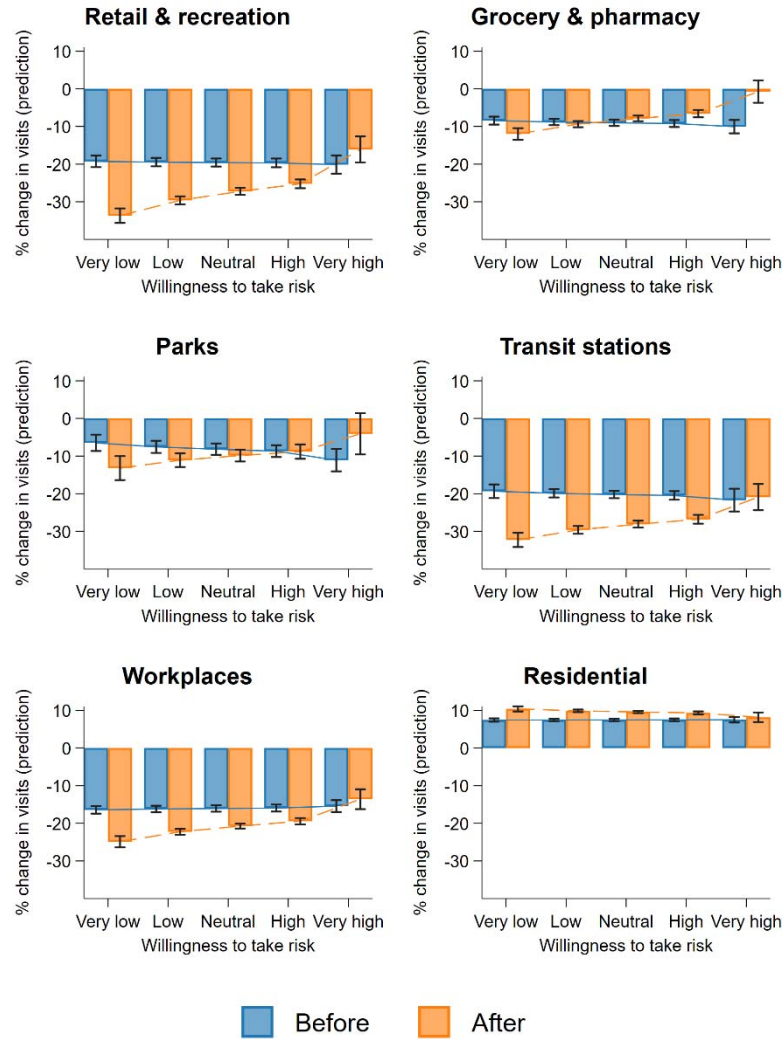 Retail & recreation
% change in visits (prediction)
10
0
-10
-20
-30
Very low Low Neutral High Very high
Willingness to take risk
Grocery & pharmacy
% change in visits (prediction)
10
0
-10
-20
-30
Very low Low Neutral High Very high
Willingness to take risk
Parks
% change in visits (prediction)
10
0
-10
-20
-30
Very low Low Neutral High Very high
Willingness to take risk
Transit stations
% change in visits (prediction)
10
0
-10
-20
-30
Very low Low Neutral High Very high
Willingness to take risk
Workplaces
% change in visits (prediction)
10
0
-10
-20
-30
Very low Low Neutral High Very high
Willingness to take risk
Residential
% change in visits (prediction)
10
0
-10
-20
-30
Very low Low Neutral High Very high
Willingness to take risk
Before After